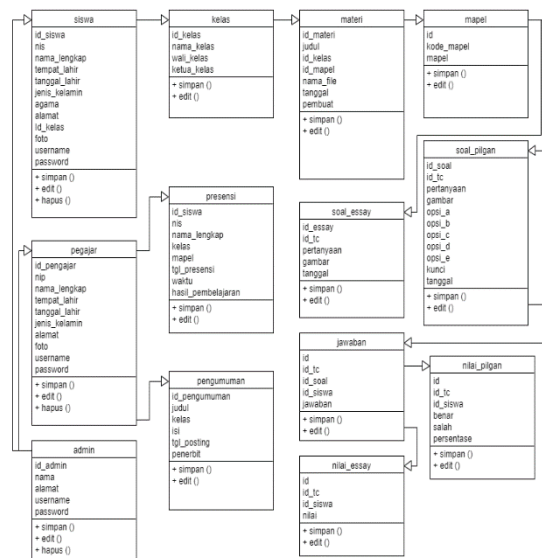 siswa
id_siswa
nis
nama_lengkap
tempat_lahir
tanggal_lahir
jenis_kelamin
agama
alamat
Id_kelas
foto
username
password
+ simpan ()
+ edit ()
+ hapus ()
kelas
id_kelas
nama_kelas
wali_kelas
ketua_kelas
+ simpan ()
+ edit ()
materi
id_materi
judul
id_kelas
id_mapel
nama_file
tanggal
pembuat
+ simpan ()
+ edit ()
mapel
id
kode_mapel
mapel
+ simpan ()
+ edit ()
presensi
id_siswa
nis
nama_lengkap
kelas
mapel
tgl_presensi
waktu
hasil_pembelajaran
+ simpan ()
+ edit ()
soal_essay
id_essay
id_tc
pertanyaan
gambar
tanggal
+ simpan ()
+ edit ()
soal_pilgan
id_soal
id_tc
pertanyaan
gambar
opsi_a
opsi_b
opsi_c
opsi_d
opsi_e
kunci
tanggal
+ simpan ()
+ edit ()
pegajar
id_pengajar
nip
nama_lengkap
tempat_lahir
tanggal_lahir
jenis_kelamin
alamat
foto
username
password
+ simpan ()
+ edit ()
+ hapus ()
pengumuman
id_pengumuman
judul
kelas
isi
tgl_posting
penerbit
+ simpan ()
+ edit ()
jawaban
id
id_tc
id_soal
id_siswa
jawaban
+ simpan ()
+ edit ()
nilai_pilgan
id
id_tc
id_siswa
benar
salah
persentase
+ simpan ()
+ edit ()
admin
id_admin
nama
alamat
username
password
+ simpan ()
+ edit ()
+ hapus ()
nilai_essay
id
id_tc
id_siswa
nilai
+ simpan ()
+ edit ()